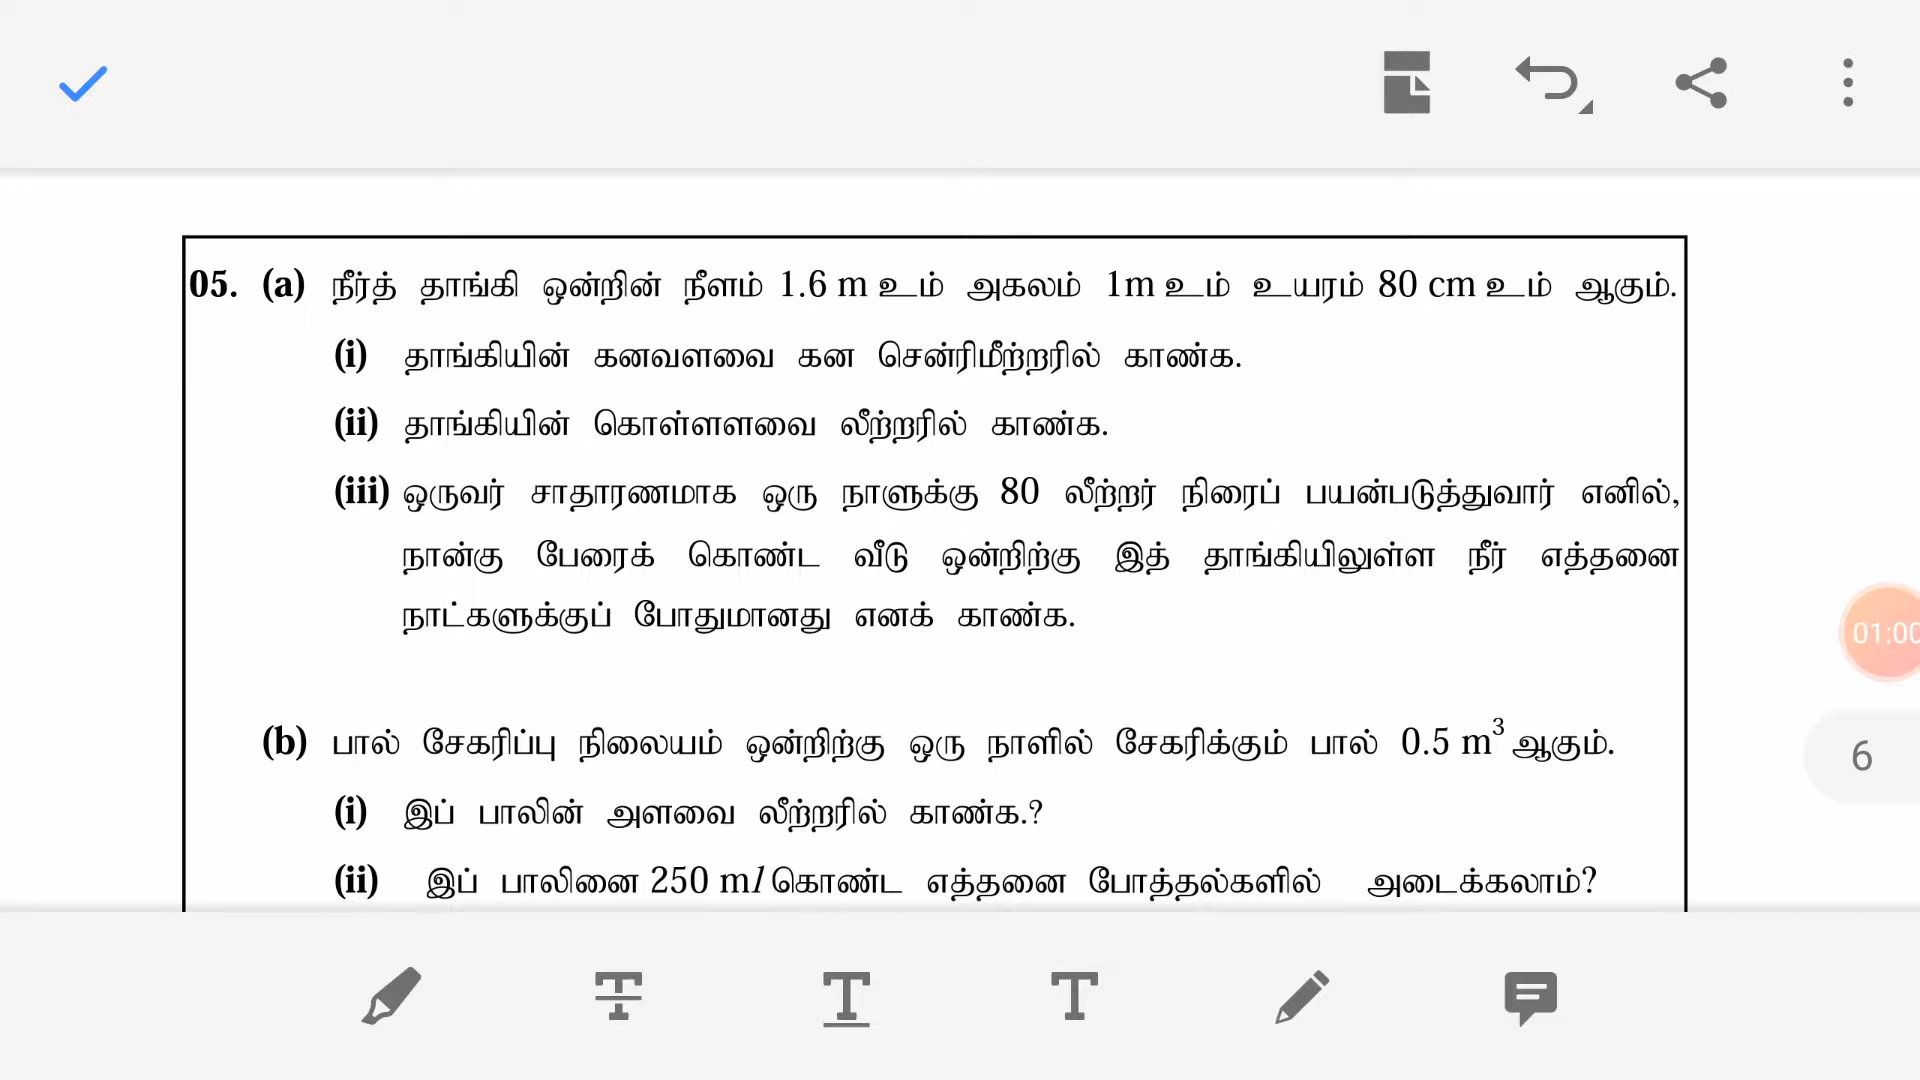 05. (a) நீர்த் தாங்கி ஒன்றின் நீளம் 1.6 m உம் அகலம் 1m உம் உயரம் 80 cm உம் ஆகும்.
(i) தாங்கியின் கனவளவை கன சென்ரிமீற்றரில் காண்க.
(ii) தாங்கியின் கொள்ளளவை லீற்றரில் காண்க.
(iii) ஒருவர் சாதாரணமாக ஒரு நாளுக்கு 80 லீற்றர் நிரைப் பயன்படுத்துவார் எனில்,
நான்கு பேரைக் கொண்ட வீடு ஒன்றிற்கு இத் தாங்கியிலுள்ள நீர் எத்தனை
01:00
நாட்களுக்குப் போதுமானது எனக் காண்க.
(b) பால் சேகரிப்பு நிலையம் ஒன்றிற்கு ஒரு நாளில் சேகரிக்கும் பால் 0.5 m³ ஆகும்.
6
(i) இப் பாலின் அளவை லீற்றரில் காண்க.?
(ii) இப் பாலினை 250 ml கொண்ட எத்தனை போத்தல்களில் அடைக்கலாம்?